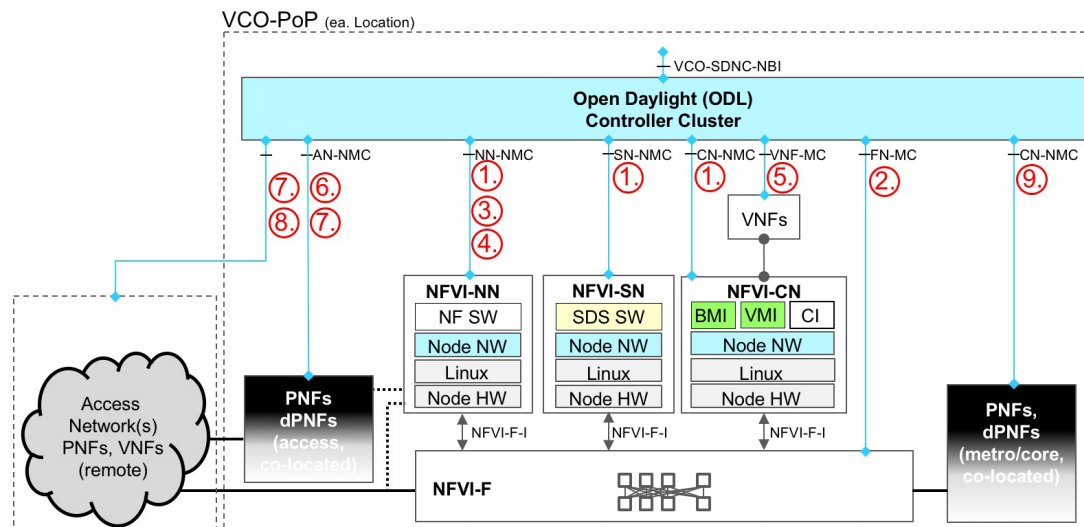 VCO-PoP (ea. Location)
VCO-SDNC-NBI
Open Daylight (ODL)
Controller Cluster
AN-NMC
NN-NMC
SN-NMC
CN-NMC
VNF-MC
FN-MC
CN-NMC
7.
8.
6.
7.
1.
3.
4.
1.
1.
5.
2.
9.
VNFs
NFVI-NN
NF SW
Node NW
Linux
Node HW
NFVI-SN
SDS SW
Node NW
Linux
Node HW
NFVI-CN
BMI
VMI
CI
Node NW
Linux
Node HW
Access
Network(s)
PNFs, VNFs
(remote)
PNFs
dPNFs
(access,
co-located)
NFVI-F-I
NFVI-F-I
NFVI-F-I
NFVI-F
PNFs,
dPNFs
(metro/core,
co-located)